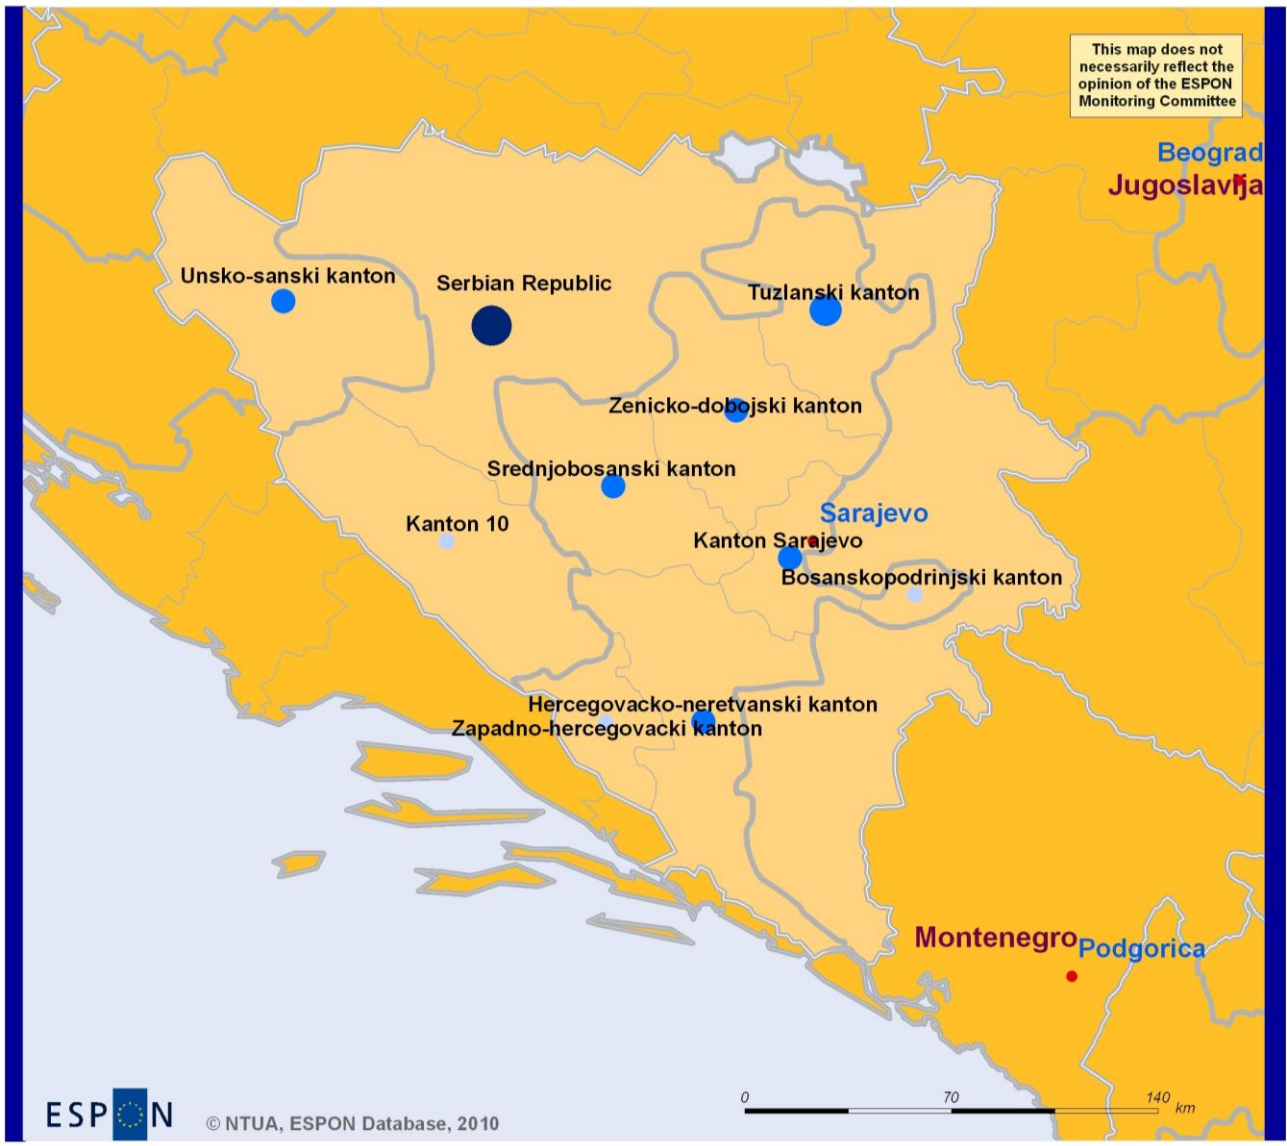 This map does not
necessarily reflect the
opinion of the ESPON
Monitoring Committee
Beograd
Jugoslavija
Unsko-sanski kanton
Serbian Republic
Tuzlanski kanton
Zenicko-dobojski kanton
Srednjobosanski kanton
Sarajevo
Kanton 10
Kanton Sarajevo
Bosanskopodrinjski kanton
Hercegovacko-neretvanski kanton
Zapadno-hercegovacki kanton
Montenegro
Podgorica
0 70 140
km
ESPON
© NTUA, ESPON Database, 2010